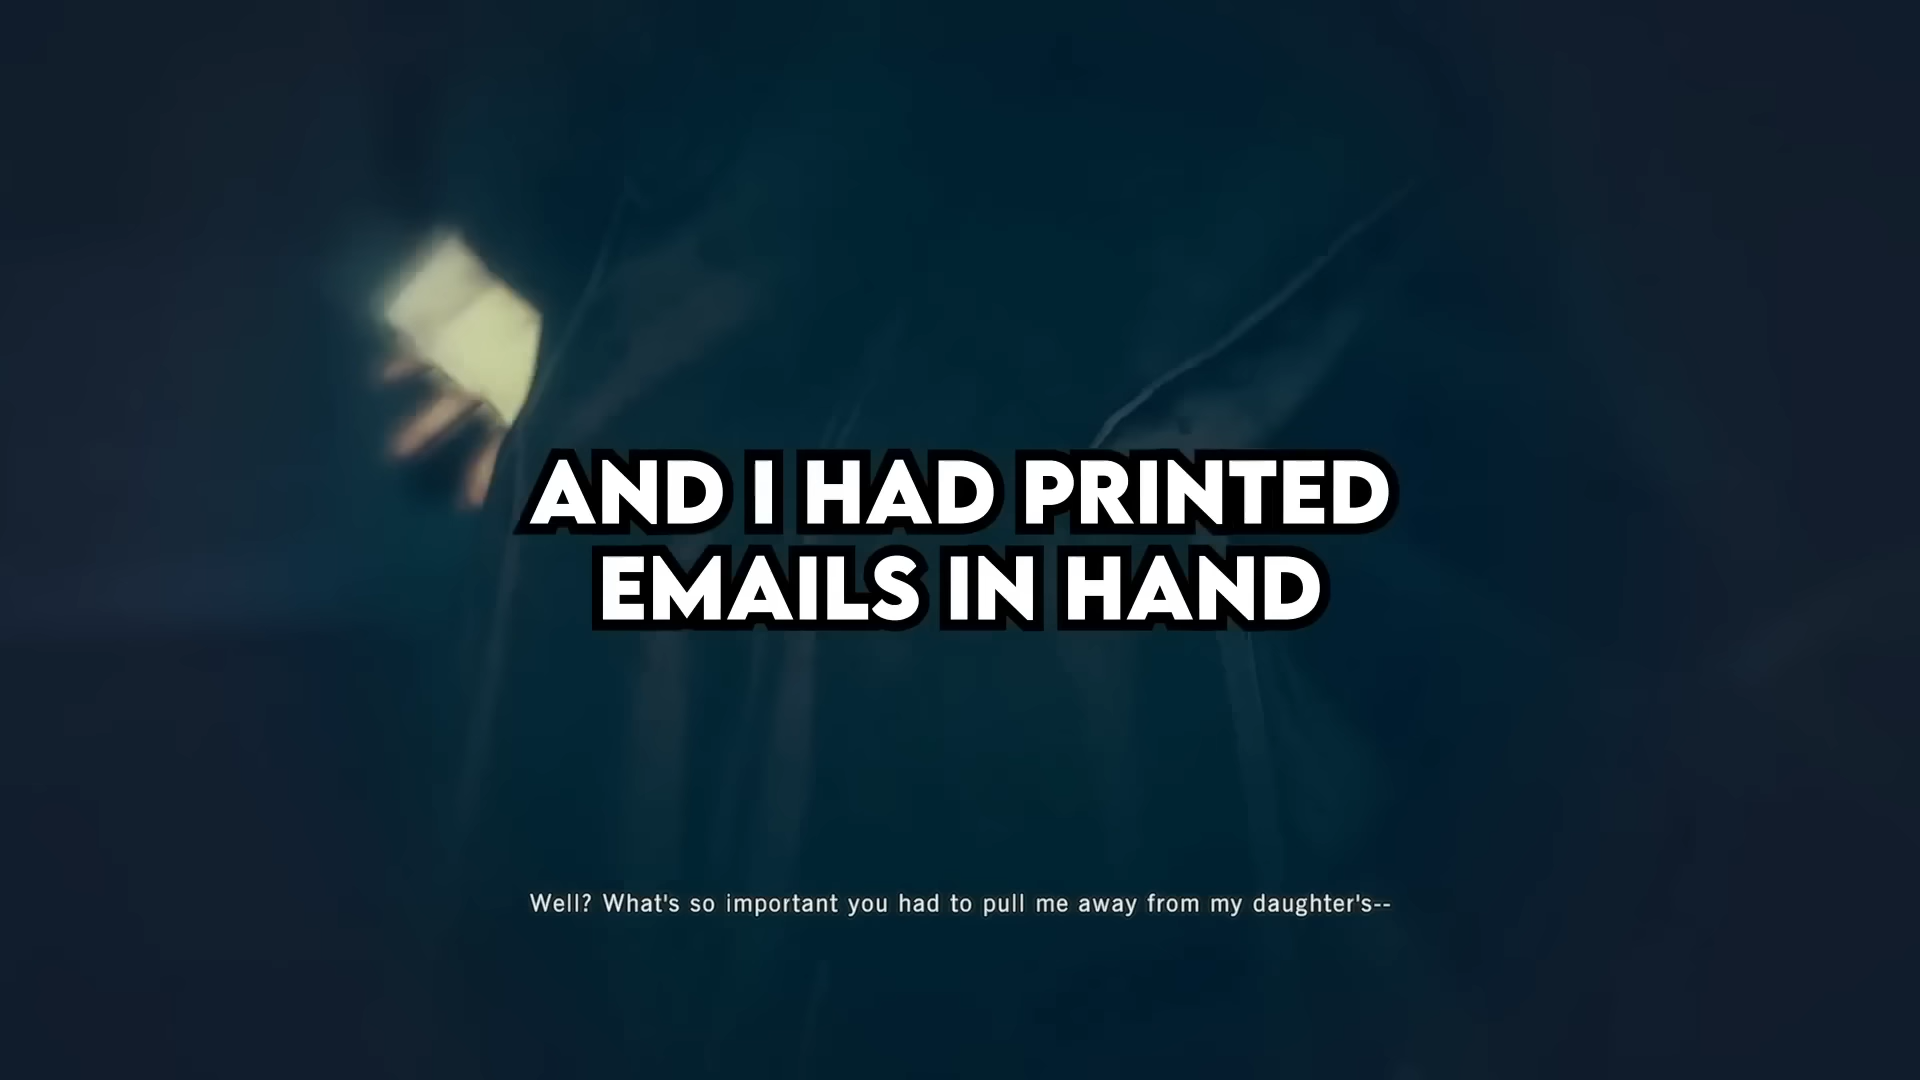 AND I HAD PRINTED
EMAILS IN HAND
Well? What's so important you had to pull me away from my daughter's--